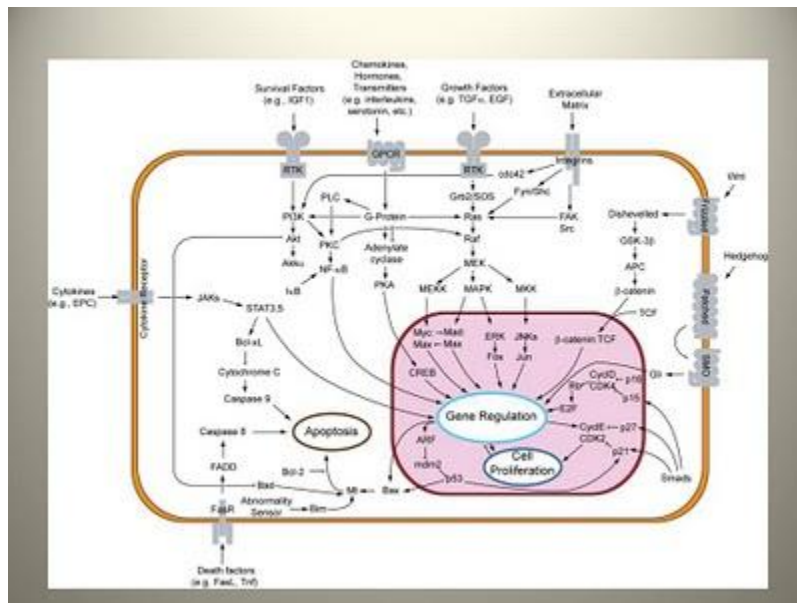 Chemokines,
Hormones,
Transmitters
(e.g. interleukins,
serotonin, etc.)
Survival Factors
(e.g., IGF1)
Growth Factors
(e.g. TGFα, EGF)
Extracellular
Matrix
RTK
GPCR
RTK
Integrins
cdc42
Wnt
PLC
Grb2/SOS
Fyn/Shc
Frizzled
PI3K
G-Protein
Ras
FAK
Src
Dishevelled
Akt
PKC
Adenylate
cyclase
Raf
GSK-3β
Hedgehog
Akkα
NF-κB
MEK
APC
IκB
PKA
MEKK
MAPK
MKK
β-catenin
Patched
Cytokines
(e.g., EPC)
Cytokine Receptor
JAKs
STAT3,5
TCF
Myc
Mad
Max
Max
ERK
JNKs
β-catenin TCF
Fos
Jun
SMO
Bcl-xL
CREB
Gli
CycID
p16
Rb
CDK4
p15
Cytochrome C
Caspase 9
E2F
Gene Regulation
CycIE
p27
CDK2
p21
Caspase 8
Apoptosis
ARF
mdm2
Cell
Proliferation
FADD
Bcl-2
Bad
Mt
Bax
p53
Smads
FasR
Abnormality
Sensor
Bim
Death factors
(e.g. FasL, Tnf)